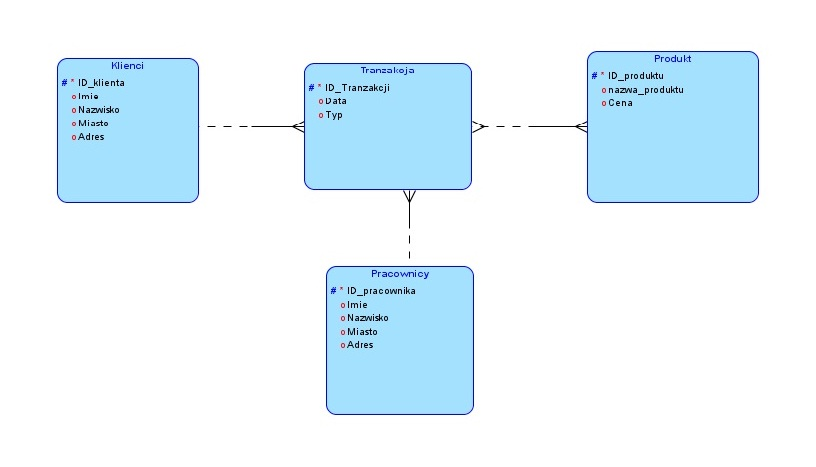 Klienci
# * ID_klienta
o Imie
o Nazwisko
o Miasto
o Adres
Tranzakcja
# * ID_Tranzakcji
o Data
o Typ
Produkt
# * ID_produktu
o nazwa_produktu
o Cena
Pracownicy
# * ID_pracownika
o Imie
o Nazwisko
o Miasto
o Adres